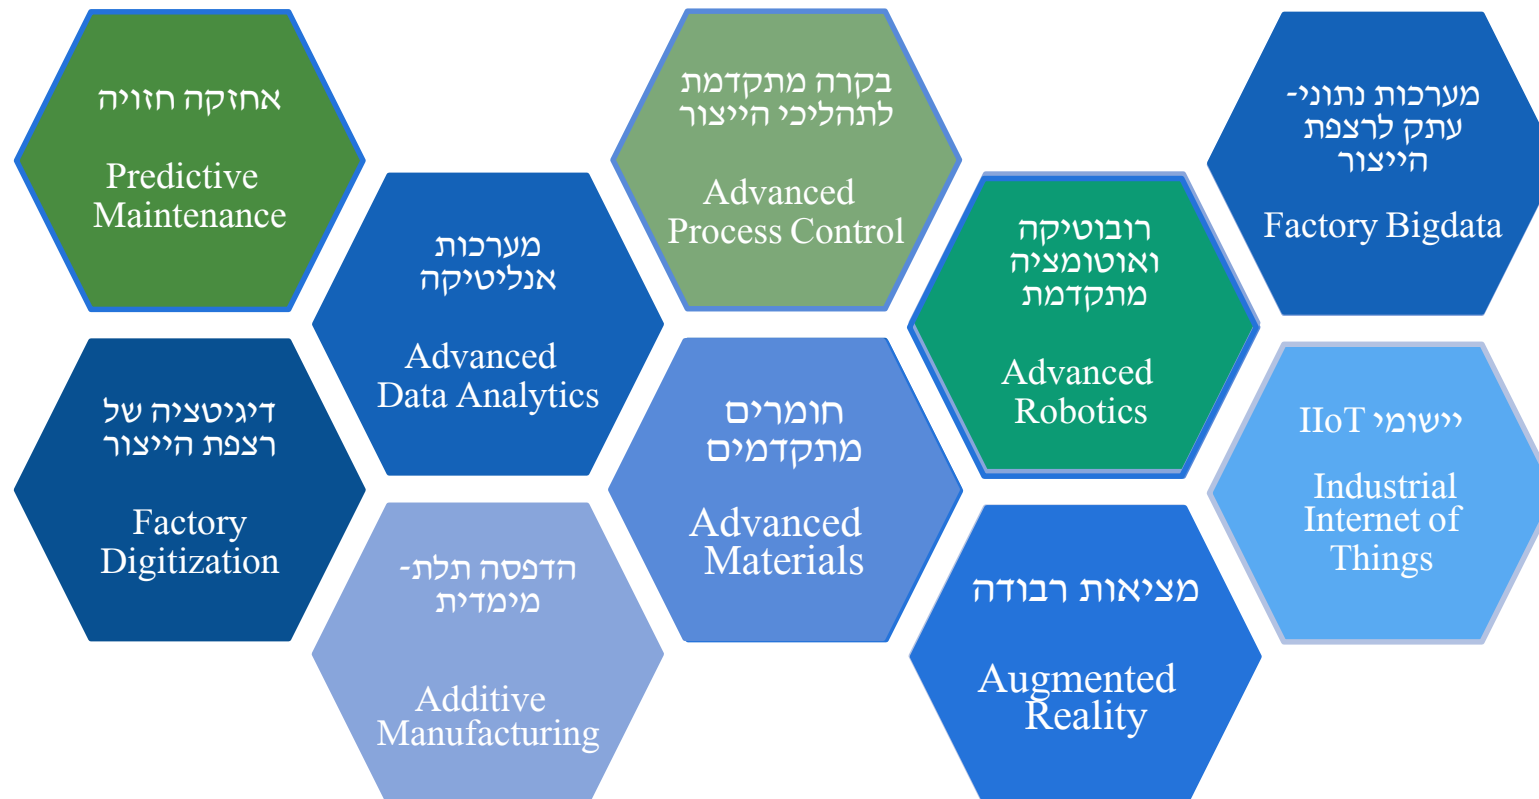 אחזקה חזויה
Predictive
Maintenance
בקרה מתקדמת
לתהליכי הייצור
Advanced
Process Control
מערכות נתוני-
עתק לרצפת
הייצור
Factory Bigdata
מערכות
אנליטיקה
Advanced
Data Analytics
רובוטיקה
ואוטומציה
מתקדמת
Advanced
Robotics
דיגיטציה של
רצפת הייצור
Factory
Digitization
חומרים
מתקדמים
Advanced
Materials
יישומי IIoT
Industrial
Internet of
Things
הדפסה תלת-
מימדית
Additive
Manufacturing
מציאות רבודה
Augmented
Reality